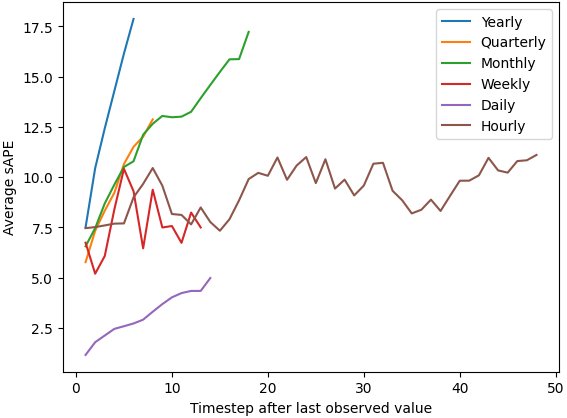 17.5
15.0
12.5
10.0
7.5
5.0
2.5
Average sAPE
0 10 20 30 40 50
Timestep after last observed value
Yearly
Quarterly
Monthly
Weekly
Daily
Hourly